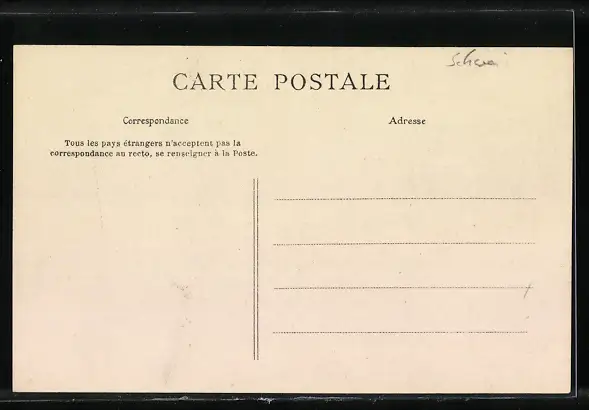 CARTE POSTALE
Correspondance
Adresse
Tous les pays étrangers n'acceptent pas la
correspondance au recto, se renseigner à la Poste.